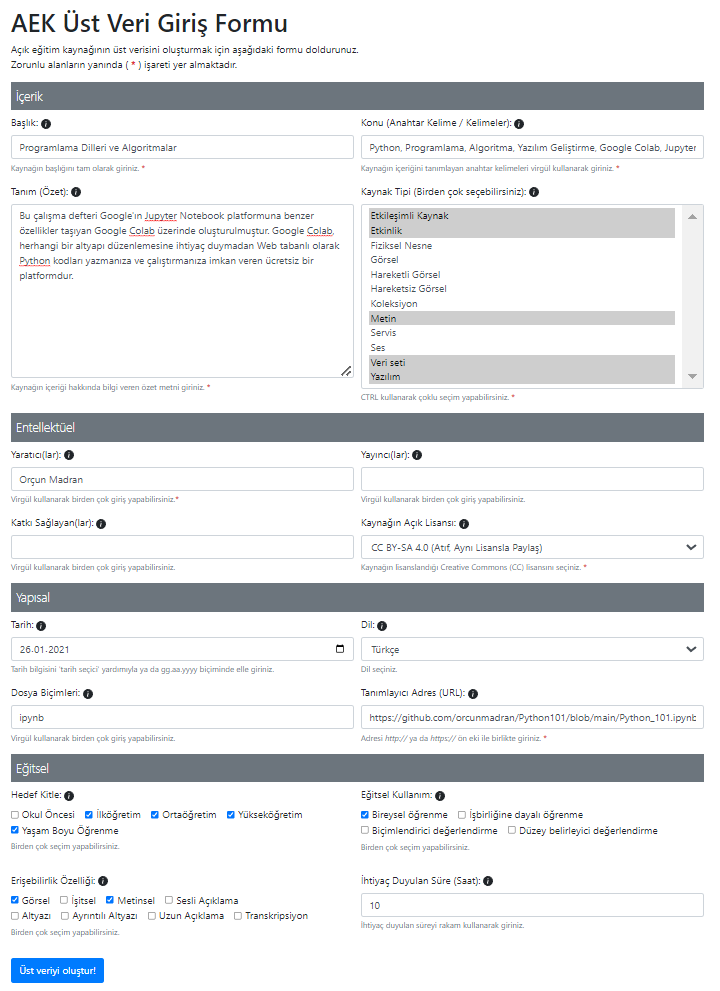 AEK Üst Veri Giriş Formu
Açık eğitim kaynağının üst verisini oluşturmak için aşağıdaki formu doldurunuz.
Zorunlu alanların yanında ( * ) işareti yer almaktadır.
İçerik
Başlık:
Programlama Dilleri ve Algoritmalar
Kaynağın başlığını tam olarak giriniz. *
Konu (Anahtar Kelime / Kelimeler):
Python, Programlama, Algoritma, Yazılım Geliştirme, Google Colab, Jupyter
Kaynağın içeriğini tanımlayan anahtar kelimeleri virgül kullanarak giriniz. *
Tanım (Özet):
Bu çalışma defteri Google'ın Jupyter Notebook platformuna benzer
özellikler taşıyan Google Colab üzerinde oluşturulmuştur. Google Colab,
herhangi bir altyapı düzenlemesine ihtiyaç duymadan Web tabanlı olarak
Python kodları yazmanıza ve çalıştırmanıza imkan veren ücretsiz bir
platformdur.
Kaynağın içeriği hakkında bilgi veren özet metni giriniz. *
Kaynak Tipi (Birden çok seçebilirsiniz):
Etkileşimli Kaynak
Etkinlik
Fiziksel Nesne
Görsel
Hareketli Görsel
Hareketsiz Görsel
Koleksiyon
Metin
Servis
Ses
Veri seti
Yazılım
CTRL kullanarak çoklu seçim yapabilirsiniz. *
Entellektüel
Yaratıcı(lar):
Orçun Madran
Virgül kullanarak birden çok giriş yapabilirsiniz.*
Yayıncı(lar):
Virgül kullanarak birden çok giriş yapabilirsiniz.
Katkı Sağlayan(lar):
Virgül kullanarak birden çok giriş yapabilirsiniz.
Kaynağın Açık Lisansı:
CC BY-SA 4.0 (Atıf, Aynı Lisansla Paylaş)
Kaynağın lisanslandığı Creative Commons (CC) lisansını seçiniz. *
Yapısal
Tarih:
26.01.2021
Tarih bilgisini 'tarih seçici' yardımıyla ya da gg.aa.yyyy biçiminde elle giriniz.
Dil:
Türkçe
Dil seçiniz.
Dosya Biçimleri:
ipynb
Virgül kullanarak birden çok giriş yapabilirsiniz.
Tanımlayıcı Adres (URL):
https://github.com/orcunmadran/Python101/blob/main/Python_101.ipynb
Adresi http:// ya da https:// ön eki ile birlikte giriniz. *
Eğitsel
Hedef Kitle:
Okul Öncesi İlköğretim Ortaöğretim Yükseköğretim
Yaşam Boyu Öğrenme
Birden çok seçim yapabilirsiniz.
Eğitsel Kullanım:
Bireysel öğrenme İşbirliğine dayalı öğrenme
Biçimlendirici değerlendirme Düzey belirleyici değerlendirme
Birden çok seçim yapabilirsiniz.
Erişebilirlik Özelliği:
Görsel İşitsel Metinsel Sesli Açıklama
Altyazı Ayrıntılı Altyazı Uzun Açıklama Transkripsiyon
Birden çok seçim yapabilirsiniz.
İhtiyaç Duyulan Süre (Saat):
10
İhtiyaç duyulan süreyi rakam kullanarak giriniz.
Üst veriyi oluştur!